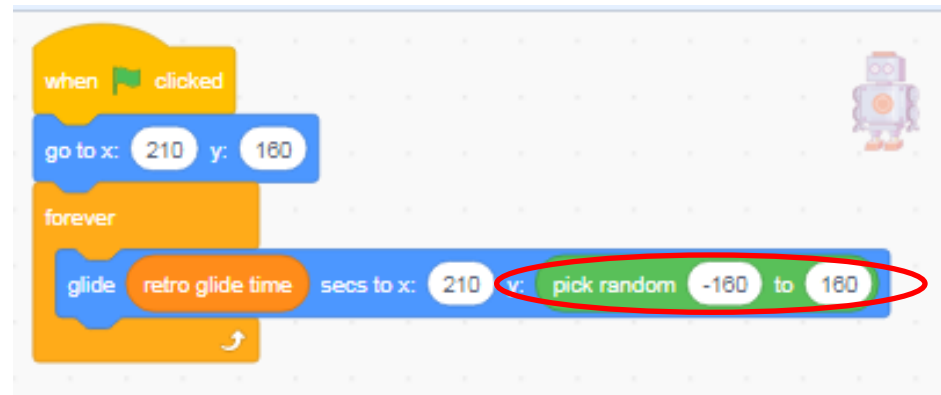 when clicked
go to x: 210 y: 160
forever
glide retro glide time secs to x: 210 y: pick random -160 to 160